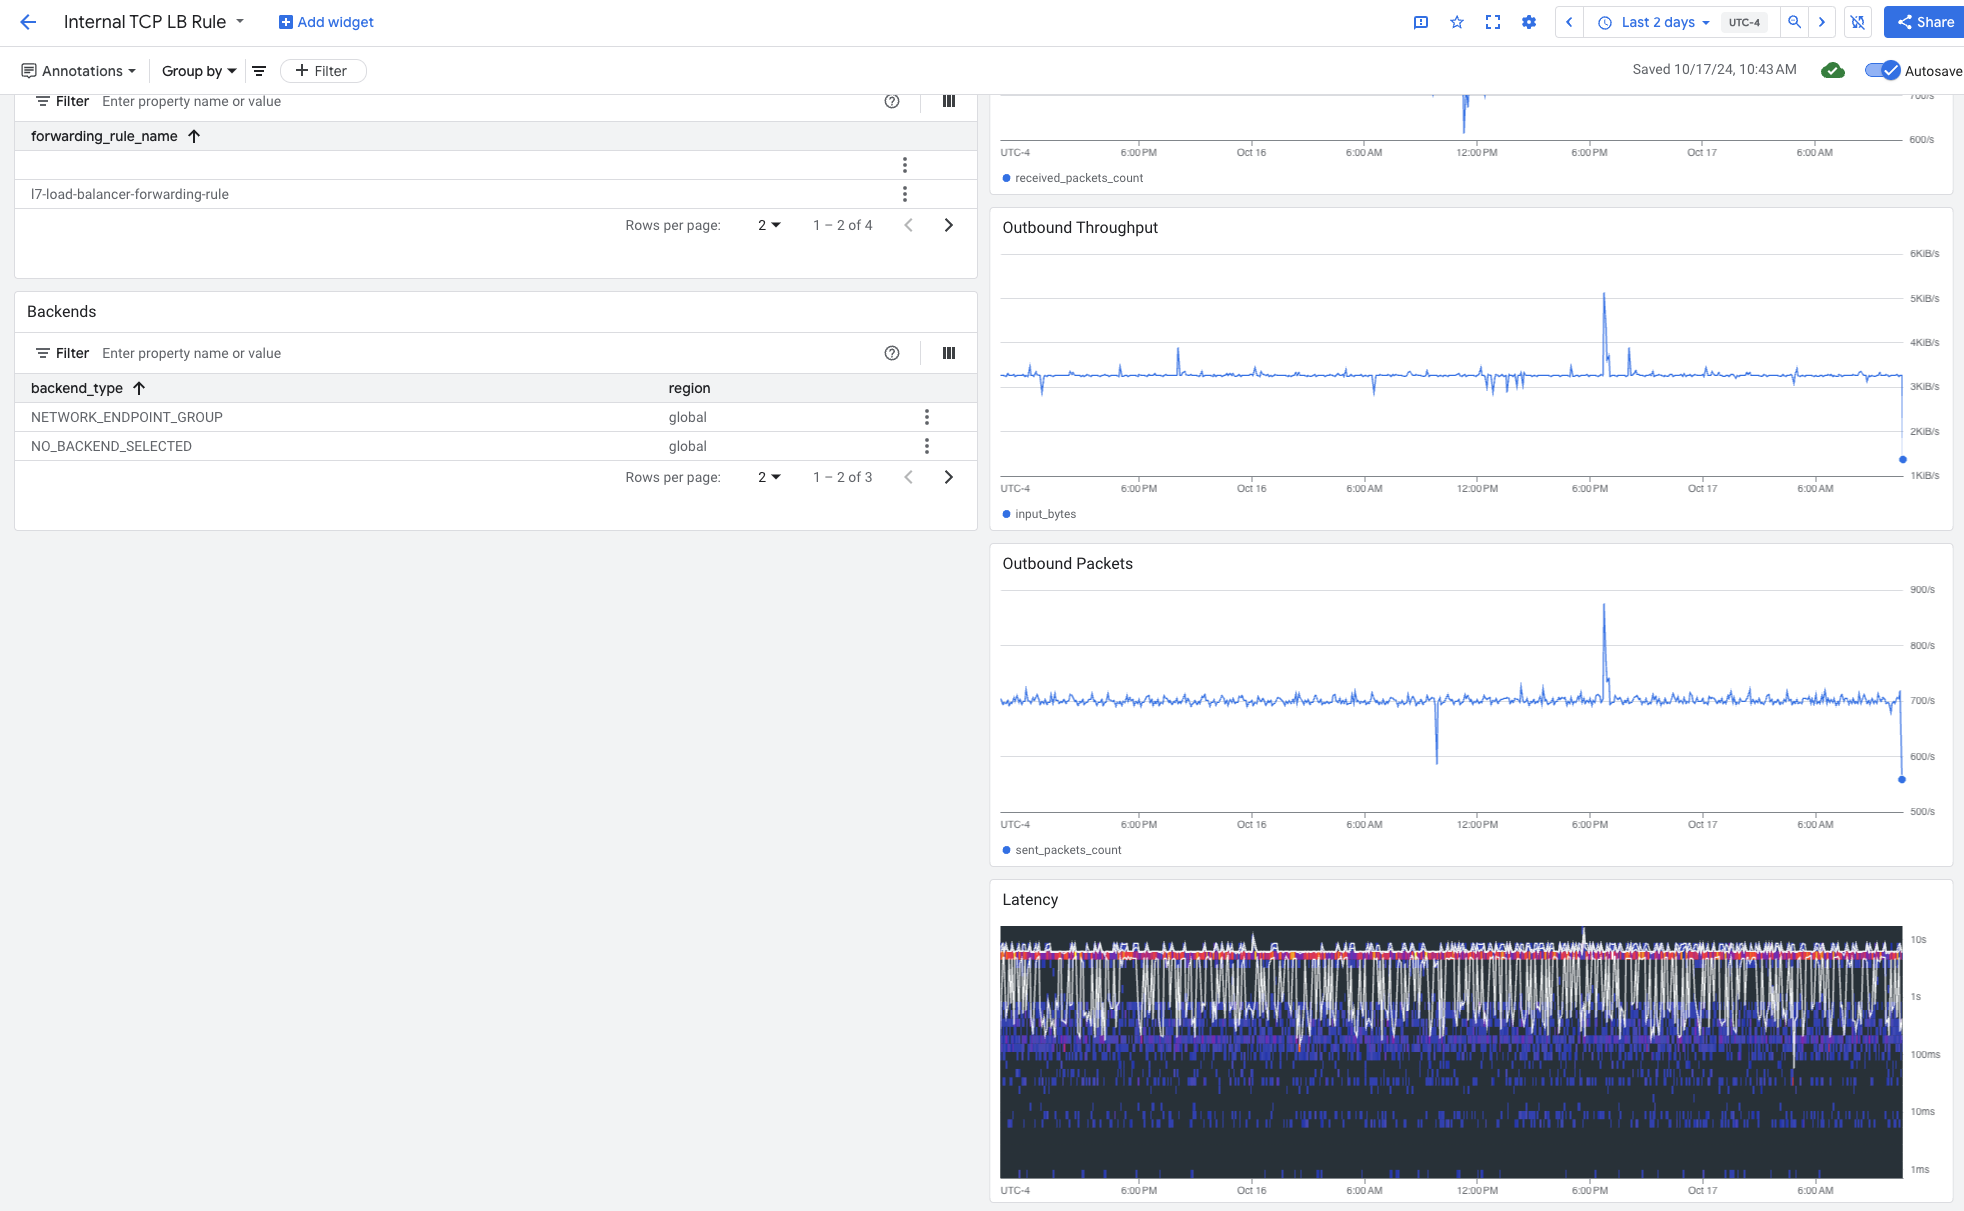 Internal TCP LB Rule
Add widget
Last 2 days
UTC-4
Share
Annotations
Group by
Filter
Saved 10/17/24, 10:43 AM
Autosave
Filter Enter property name or value
forwarding_rule_name
l7-load-balancer-forwarding-rule
Rows per page: 2 1 – 2 of 4
Backends
Filter Enter property name or value
backend_type region
NETWORK_ENDPOINT_GROUP global
NO_BACKEND_SELECTED global
Rows per page: 2 1 – 2 of 3
700/s
600/s
UTC-4 6:00 PM Oct 16 6:00 AM 12:00 PM 6:00 PM Oct 17 6:00 AM
received_packets_count
Outbound Throughput
6KiB/s
5KiB/s
4KiB/s
3KiB/s
2KiB/s
1KiB/s
UTC-4 6:00 PM Oct 16 6:00 AM 12:00 PM 6:00 PM Oct 17 6:00 AM
input_bytes
Outbound Packets
900/s
800/s
700/s
600/s
500/s
UTC-4 6:00 PM Oct 16 6:00 AM 12:00 PM 6:00 PM Oct 17 6:00 AM
sent_packets_count
Latency
10s
1s
100ms
10ms
1ms
UTC-4 6:00 PM Oct 16 6:00 AM 12:00 PM 6:00 PM Oct 17 6:00 AM